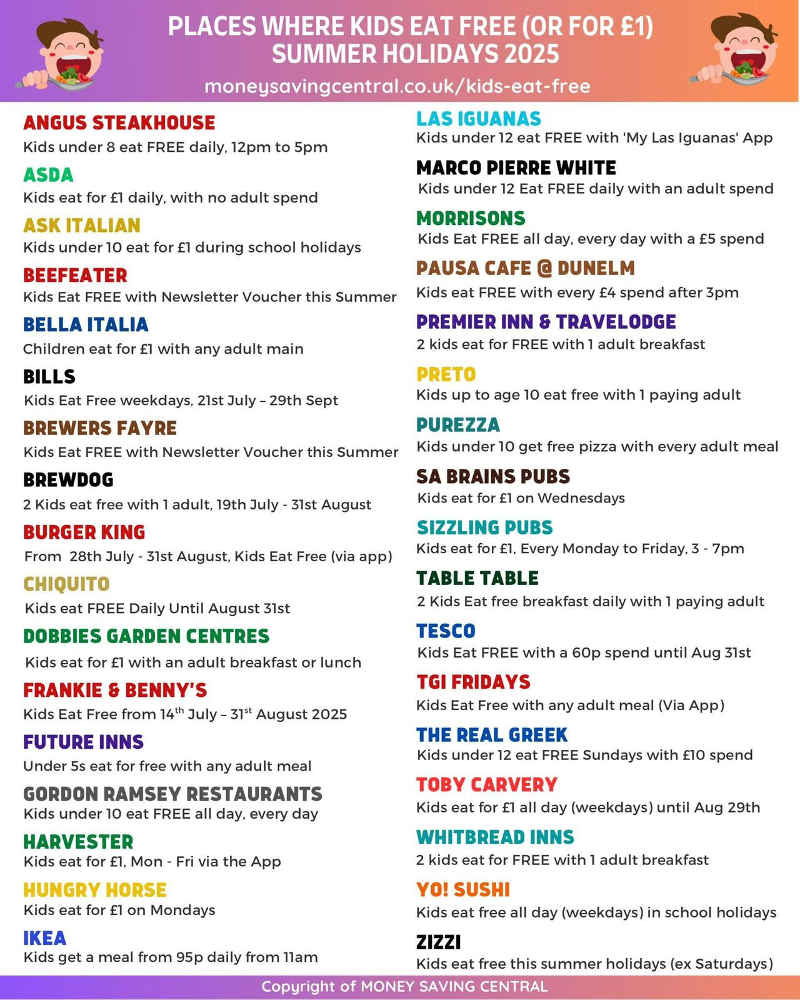 PLACES WHERE KIDS EAT FREE (OR FOR £1)
SUMMER HOLIDAYS 2025
moneysavingcentral.co.uk/kids-eat-free
ANGUS STEAKHOUSE
Kids under 8 eat FREE daily, 12pm to 5pm
ASDA
Kids eat for £1 daily, with no adult spend
ASK ITALIAN
Kids under 10 eat for £1 during school holidays
BEEFEATER
Kids Eat FREE with Newsletter Voucher this Summer
BELLA ITALIA
Children eat for £1 with any adult main
BILLS
Kids Eat Free weekdays, 21st July – 29th Sept
BREWERS FAYRE
Kids Eat FREE with Newsletter Voucher this Summer
BREWDOG
2 Kids eat free with 1 adult, 19th July - 31st August
BURGER KING
From 28th July - 31st August, Kids Eat Free (via app)
CHIQUITO
Kids eat FREE Daily Until August 31st
DOBBIES GARDEN CENTRES
Kids eat for £1 with an adult breakfast or lunch
FRANKIE & BENNY'S
Kids Eat Free from 14th July – 31st August 2025
FUTURE INNS
Under 5s eat for free with any adult meal
GORDON RAMSEY RESTAURANTS
Kids under 10 eat FREE all day, every day
HARVESTER
Kids eat for £1, Mon - Fri via the App
HUNGRY HORSE
Kids eat for £1 on Mondays
IKEA
Kids get a meal from 95p daily from 11am
LAS IGUANAS
Kids under 12 eat FREE with 'My Las Iguanas' App
MARCO PIERRE WHITE
Kids under 12 Eat FREE daily with an adult spend
MORRISONS
Kids Eat FREE all day, every day with a £5 spend
PAUSA CAFE @ DUNELM
Kids eat FREE with every £4 spend after 3pm
PREMIER INN & TRAVELODGE
2 kids eat for FREE with 1 adult breakfast
PRETO
Kids up to age 10 eat free with 1 paying adult
PUREZZA
Kids under 10 get free pizza with every adult meal
SA BRAINS PUBS
Kids eat for £1 on Wednesdays
SIZZLING PUBS
Kids eat for £1, Every Monday to Friday, 3 - 7pm
TABLE TABLE
2 Kids Eat free breakfast daily with 1 paying adult
TESCO
Kids Eat FREE with a 60p spend until Aug 31st
TGI FRIDAYS
Kids Eat Free with any adult meal (Via App)
THE REAL GREEK
Kids under 12 eat FREE Sundays with £10 spend
TOBY CARVERY
Kids eat for £1 all day (weekdays) until Aug 29th
WHITBREAD INNS
2 kids eat for FREE with 1 adult breakfast
YO! SUSHI
Kids eat free all day (weekdays) in school holidays
ZIZZI
Kids eat free this summer holidays (ex Saturdays)
Copyright of MONEY SAVING CENTRAL